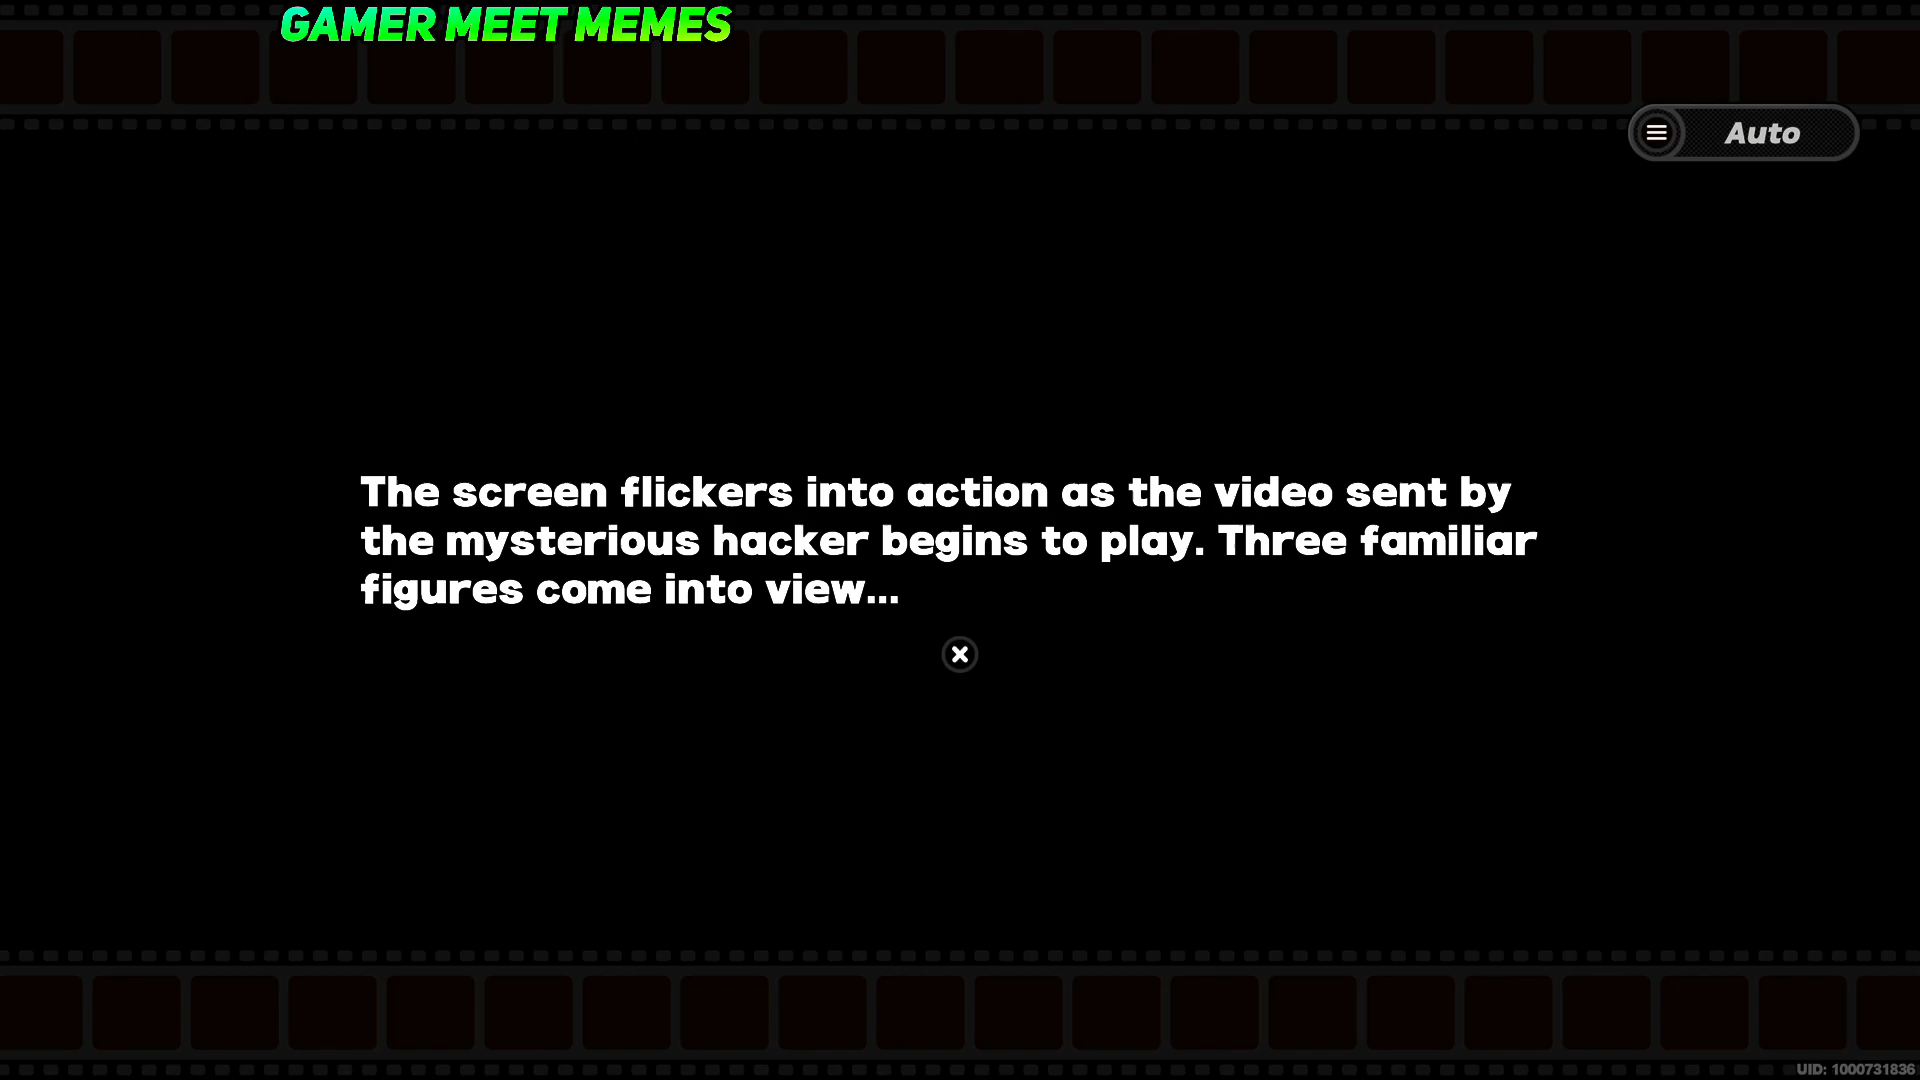 GAMER MEET MEMES
Auto
The screen flickers into action as the video sent by
the mysterious hacker begins to play. Three familiar
figures come into view...
UID: 1000731836